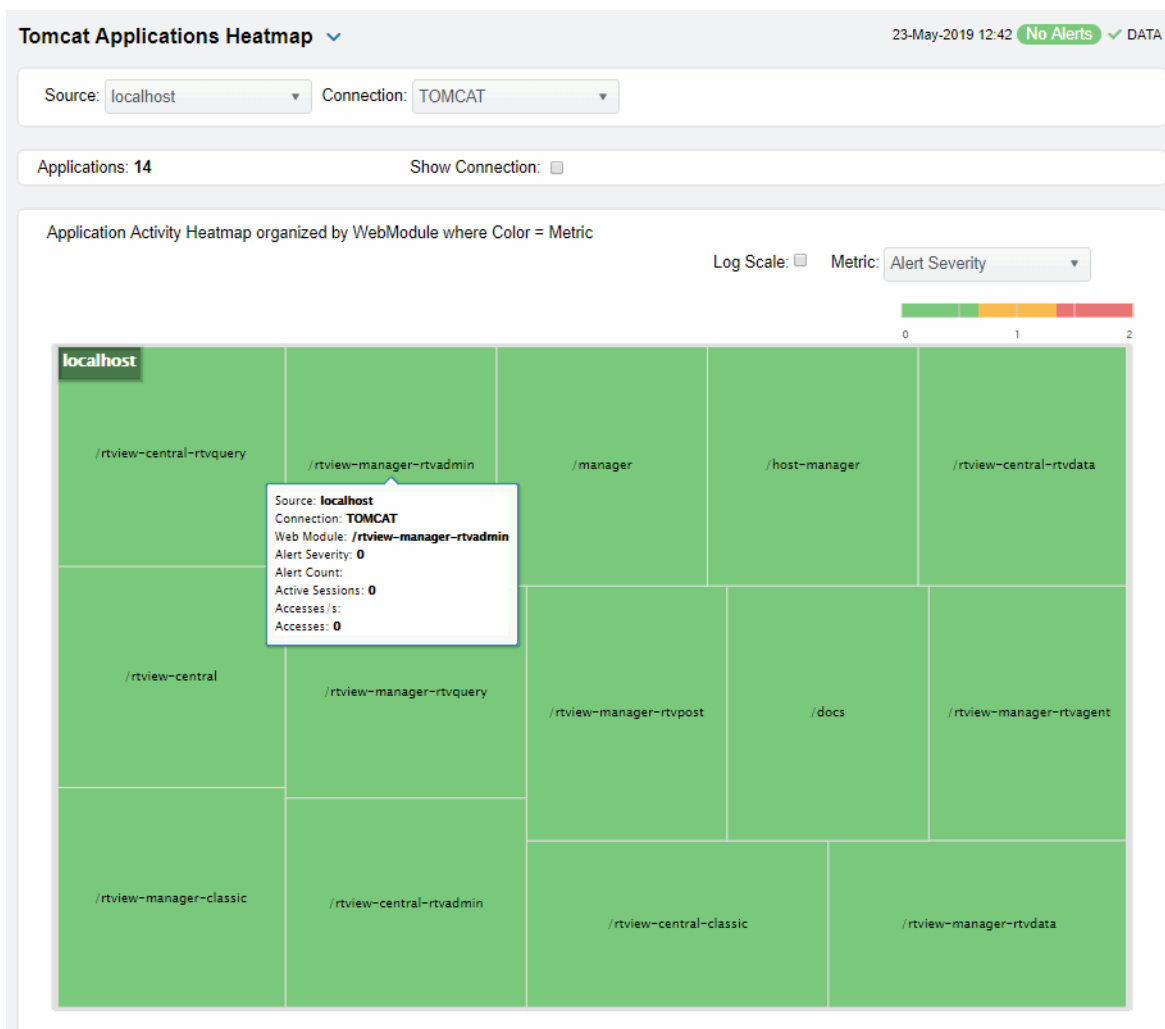 Tomcat Applications Heatmap
23-May-2019 12:42 No Alerts DATA
Source: localhost Connection: TOMCAT
Applications: 14 Show Connection:
Application Activity Heatmap organized by WebModule where Color = Metric
Log Scale: Metric: Alert Severity
0 1 2
localhost
/rtview-central-rtvquery
/rtview-manager-rtvadmin
/manager
/host-manager
/rtview-central-rtvdata
Source: localhost
Connection: TOMCAT
Web Module: /rtview-manager-rtvadmin
Alert Severity: 0
Alert Count:
Active Sessions: 0
Accesses/s:
Accesses: 0
/rtview-central
/rtview-manager-rtvquery
/rtview-manager-rtvpost
/docs
/rtview-manager-rtvagent
/rtview-manager-classic
/rtview-central-rtvadmin
/rtview-central-classic
/rtview-manager-rtvdata